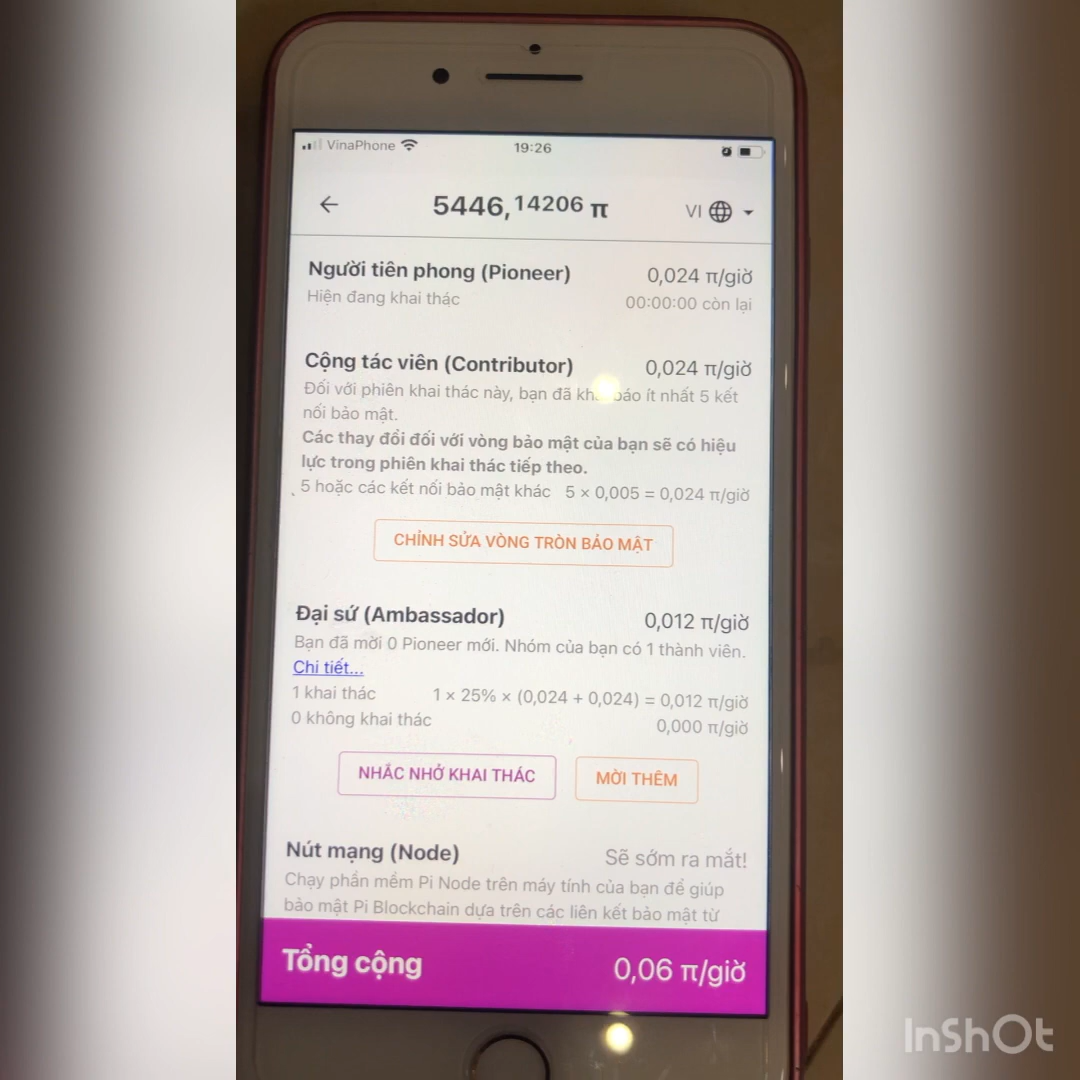 VinaPhone
19:26
5446,14206 π
VI
Người tiên phong (Pioneer) 0,024 π/giờ
Hiện đang khai thác 00:00:00 còn lại
Cộng tác viên (Contributor) 0,024 π/giờ
Đối với phiên khai thác này, bạn đã kh báo ít nhất 5 kết
nối bảo mật.
Các thay đổi đối với vòng bảo mật của bạn sẽ có hiệu
lực trong phiên khai thác tiếp theo.
5 hoặc các kết nối bảo mật khác 5 × 0,005 = 0,024 π/giờ
CHỈNH SỬA VÒNG TRÒN BẢO MẬT
Đại sứ (Ambassador) 0,012 π/giờ
Bạn đã mời 0 Pioneer mới. Nhóm của bạn có 1 thành viên.
Chi tiết...
1 khai thác 1 × 25% × (0,024 + 0,024) = 0,012 π/giờ
0 không khai thác 0,000 π/giờ
NHẮC NHỞ KHAI THÁC
MỜI THÊM
Nút mạng (Node) Sẽ sớm ra mắt!
Chạy phần mềm Pi Node trên máy tính của bạn để giúp
bảo mật Pi Blockchain dựa trên các liên kết bảo mật từ
Tổng cộng 0,06 π/giờ
InShOt